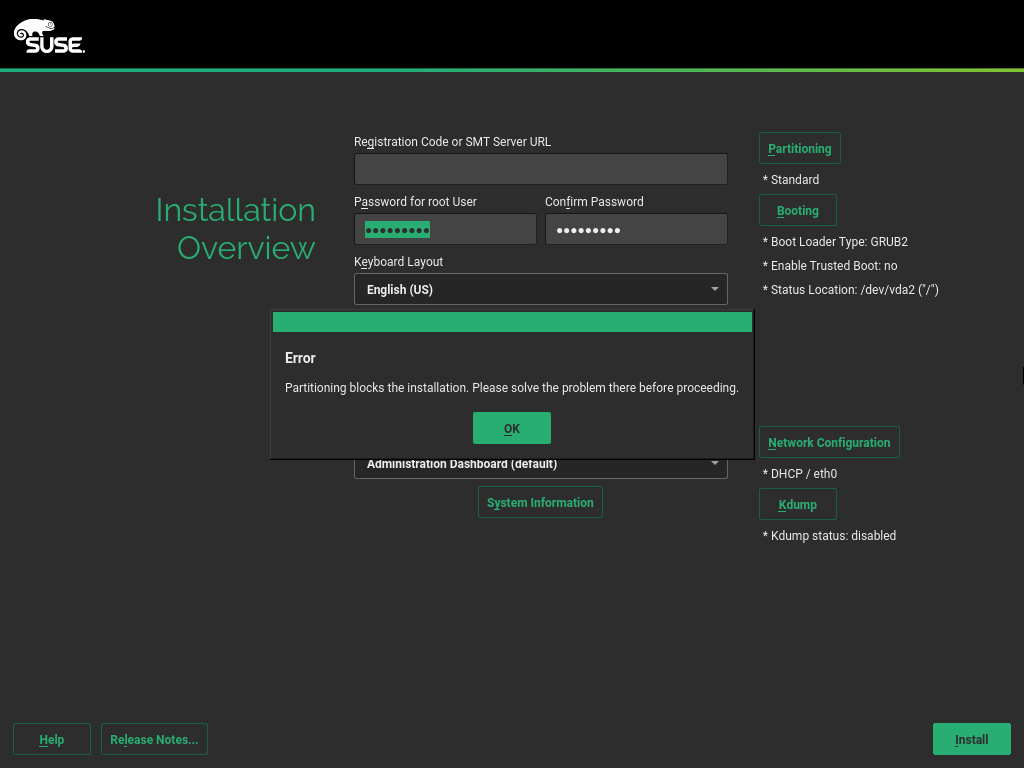 SUSE.
Registration Code or SMT Server URL
Installation Overview
Password for root User
Confirm Password
●●●●●●●●●
●●●●●●●●●
Keyboard Layout
English (US)
Error
Partitioning blocks the installation. Please solve the problem there before proceeding.
OK
Administration Dashboard (default)
System Information
Partitioning
* Standard
Booting
* Boot Loader Type: GRUB2
* Enable Trusted Boot: no
* Status Location: /dev/vda2 ("/")
Network Configuration
* DHCP / eth0
Kdump
* Kdump status: disabled
Help
Release Notes...
Install